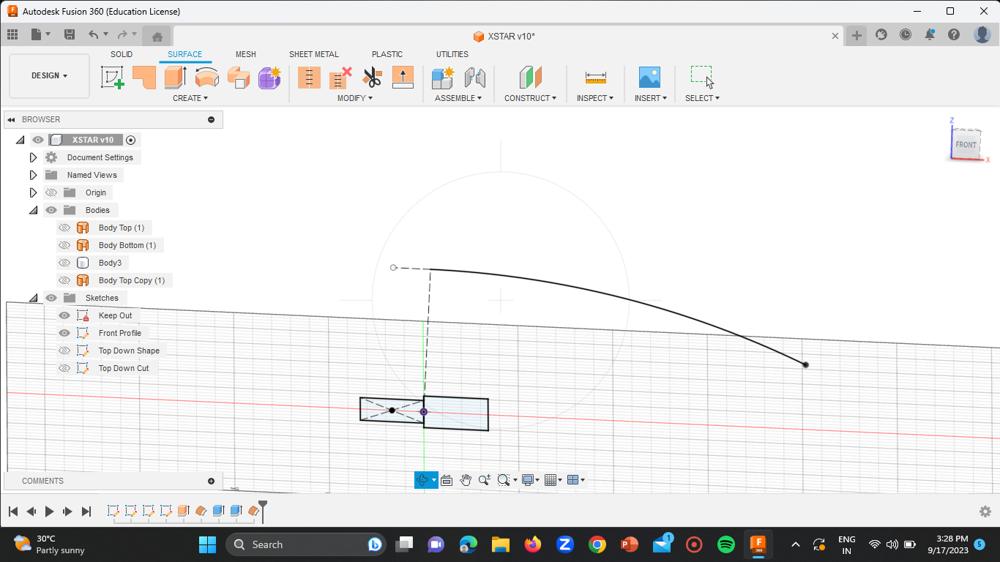 Autodesk Fusion 360 (Education License)
XSTAR v10*
SOLID SURFACE MESH SHEET METAL PLASTIC UTILITIES
DESIGN
CREATE MODIFY ASSEMBLE CONSTRUCT INSPECT INSERT SELECT
BROWSER
XSTAR v10
Document Settings
Named Views
Origin
Bodies
Body Top (1)
Body Bottom (1)
Body3
Body Top Copy (1)
Sketches
Keep Out
Front Profile
Top Down Shape
Top Down Cut
Z
FRONT
X
COMMENTS
30°C
Partly sunny
Search
1
F
360
ENG
IN
3:28 PM
9/17/2023
5